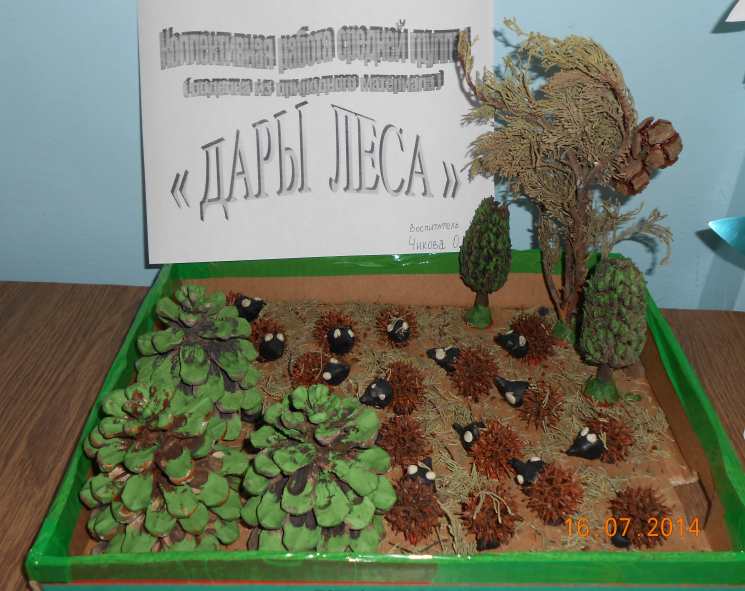 Коллективная работа средней группы
(поделка из природного материала)
« ДАРЫ ЛЕСА »
Воспитатель
Чикова О.
16.07.2014